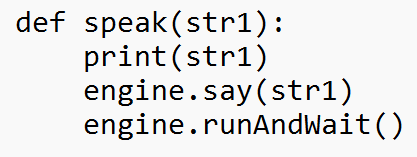 def speak(str1):
    print(str1)
    engine.say(str1)
    engine.runAndWait()